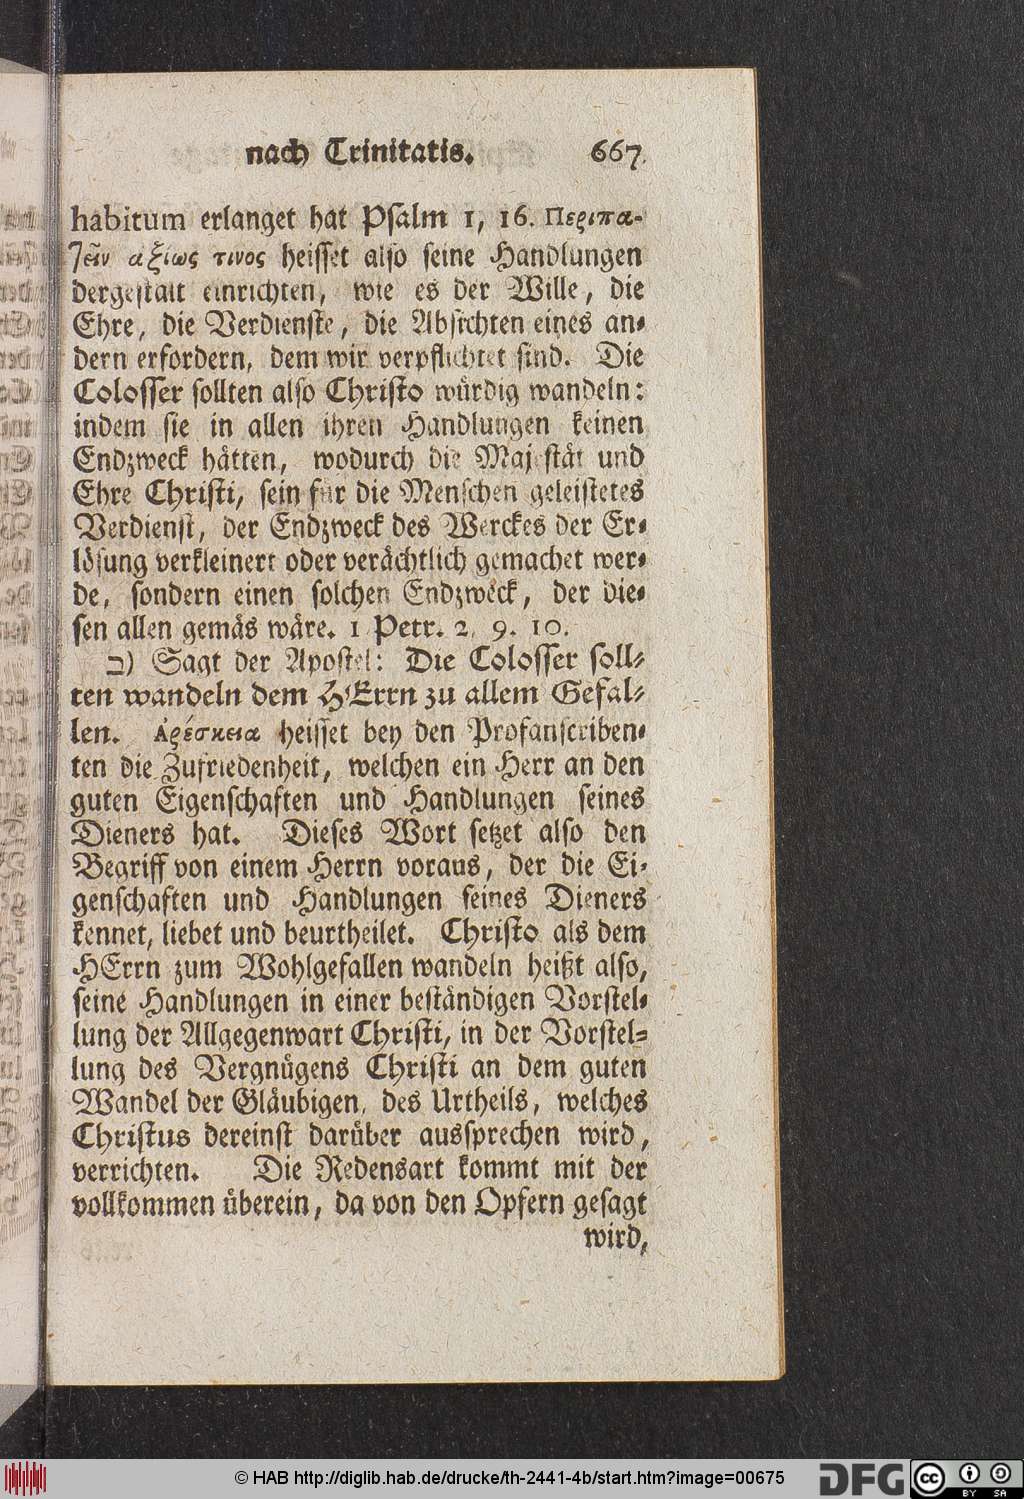 nach Trinitatis. 667
habitum erlanget hat Psalm 1, 16. Περιπα-
τεῖν ἀξίως τινος heisset also seine Handlungen
dergestalt einrichten, wie es der Wille, die
Ehre, die Verdienste, die Absichten eines an-
dern erfordern, dem wir verpflichtet sind. Die
Colosser sollten also Christo würdig wandeln:
indem sie in allen ihren Handlungen keinen
Endzweck hätten, wodurch die Majestät und
Ehre Christi, sein für die Menschen geleistetes
Verdienst, der Endzweck des Werckes der Er-
lösung verkleinert oder verächtlich gemachet wer-
de, sondern einen solchen Endzweck, der die-
sen allen gemäs wäre. 1 Petr. 2, 9. 10.
ב) Sagt der Apostel: Die Colosser soll-
ten wandeln dem HErrn zu allem Gefal-
len. Ἀρέσκεια heisset bey den Profanscriben-
ten die Zufriedenheit, welchen ein Herr an den
guten Eigenschaften und Handlungen seines
Dieners hat. Dieses Wort setzet also den
Begriff von einem Herrn voraus, der die Ei-
genschaften und Handlungen seines Dieners
kennet, liebet und beurtheilet. Christo als dem
HErrn zum Wohlgefallen wandeln heißt also,
seine Handlungen in einer beständigen Vorstel-
lung der Allgegenwart Christi, in der Vorstel-
lung des Vergnügens Christi an dem guten
Wandel der Gläubigen, des Urtheils, welches
Christus dereinst darüber aussprechen wird,
verrichten. Die Redensart kommt mit der
vollkommen überein, da von den Opfern gesagt
wird,
© HAB http://diglib.hab.de/drucke/th-2441-4b/start.htm?image=00675
DFG
cc BY SA